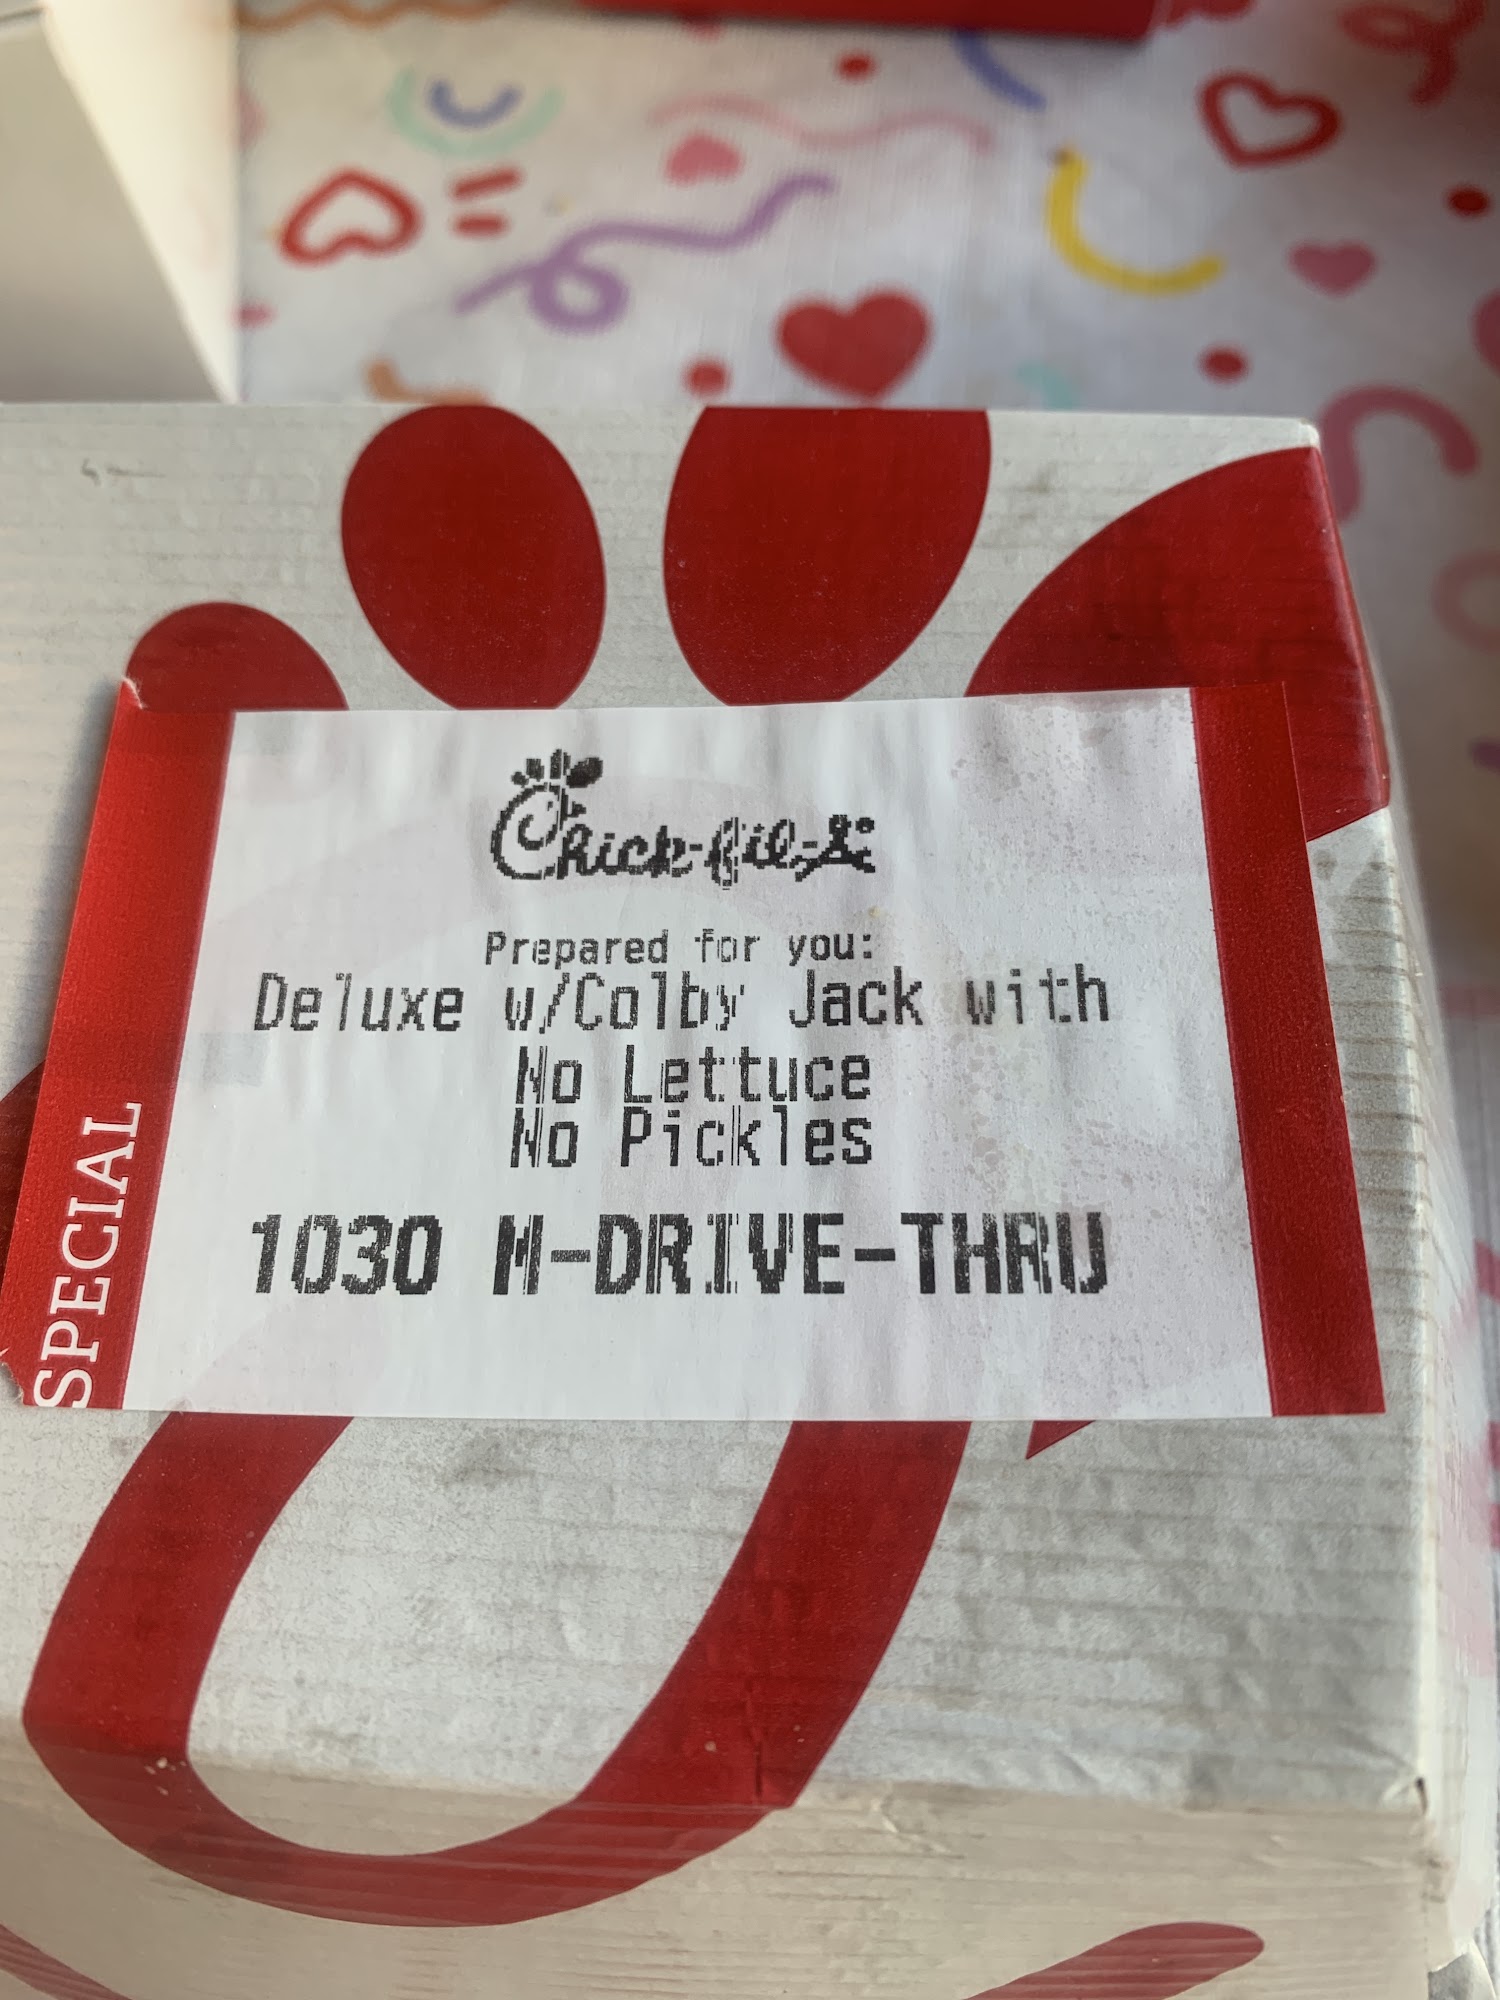 Chick-fil-A
Prepared for you:
Deluxe w/Colby Jack with
No Lettuce
No Pickles
1030 M-DRIVE-THRU
SPECIAL